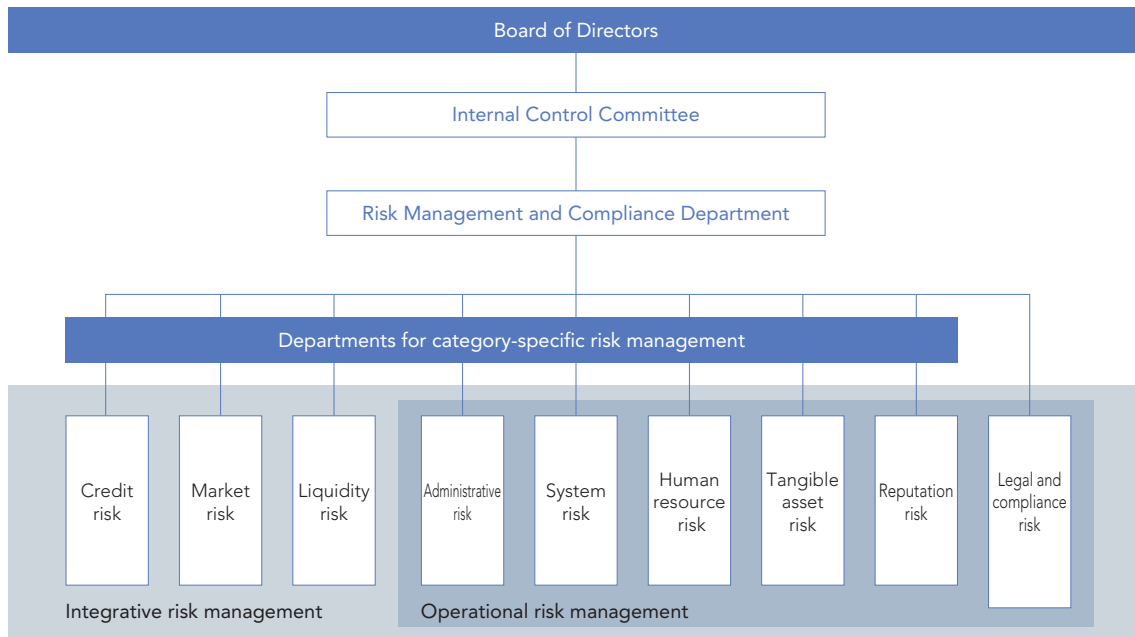 Board of Directors
Internal Control Committee
Risk Management and Compliance Department
Departments for category-specific risk management
Credit
risk
Market
risk
Liquidity
risk
Administrative
risk
System
risk
Human
resource
risk
Tangible
asset
risk
Reputation
risk
Legal and
compliance
risk
Integrative risk management
Operational risk management